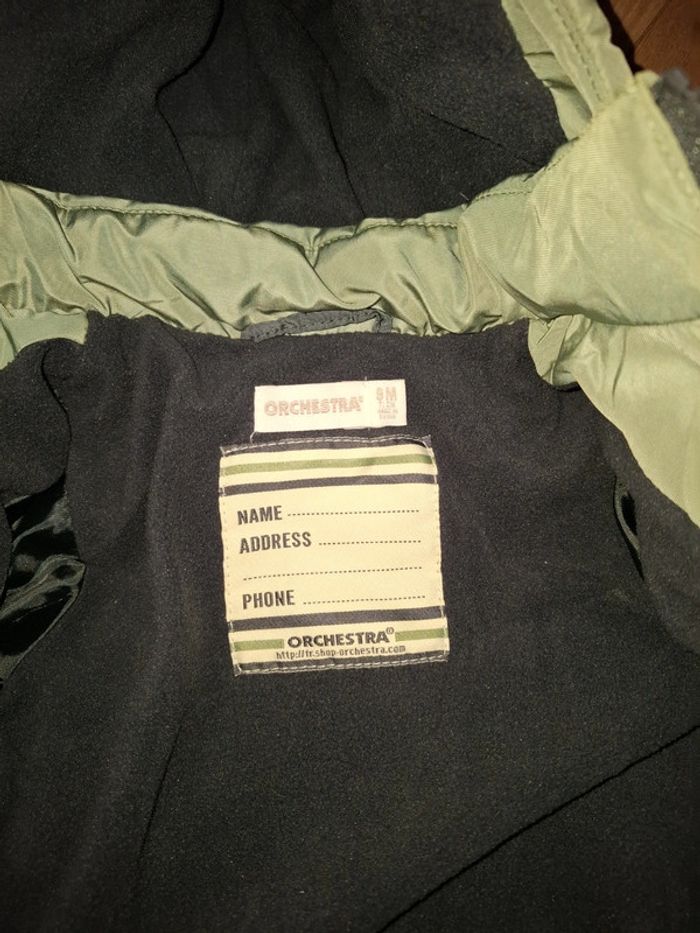 ORCHESTRA®
9M
NAME
ADDRESS
PHONE
ORCHESTRA®
http://fr.shop-orchestra.com